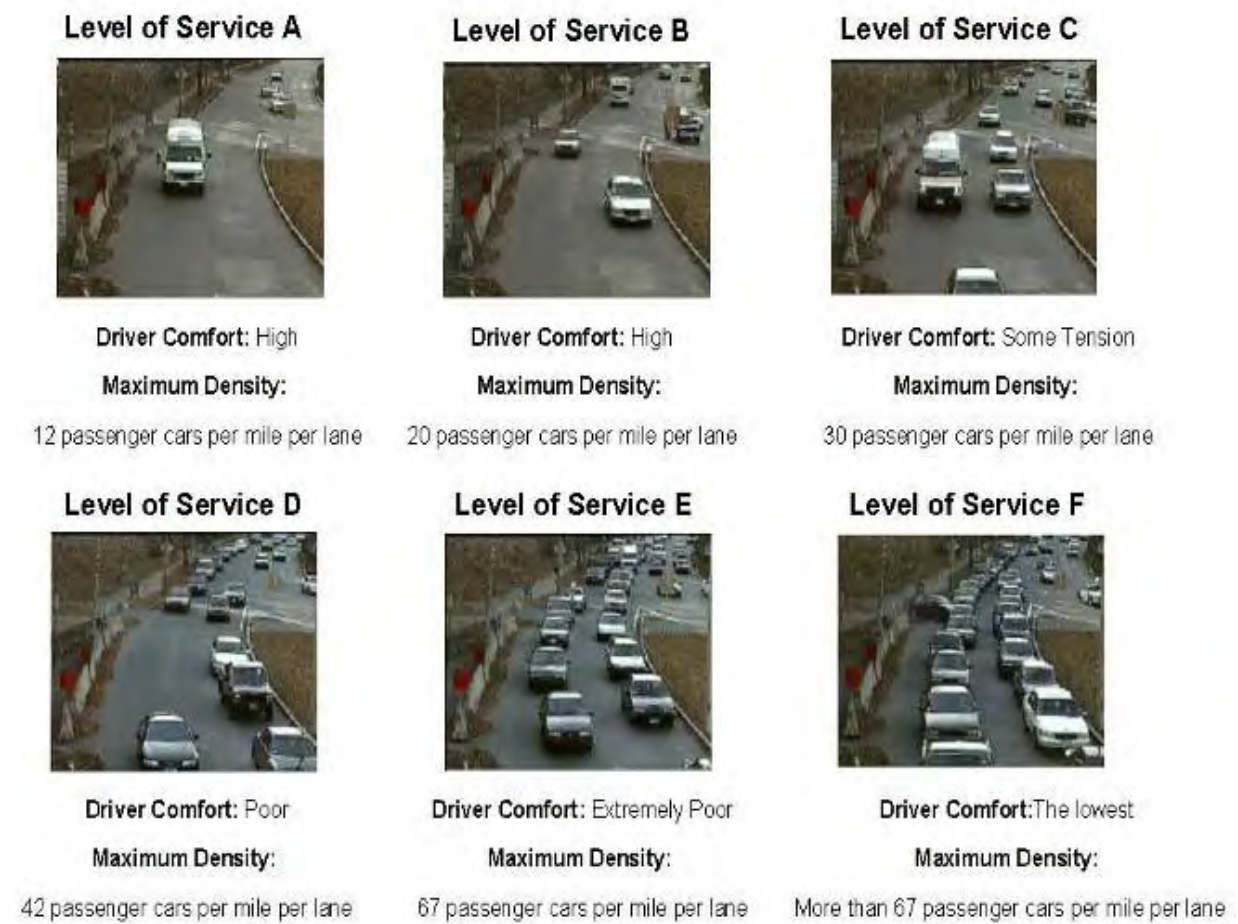 Level of Service A
Level of Service B
Level of Service C
Driver Comfort: High
Driver Comfort: High
Driver Comfort: Some Tension
Maximum Density:
Maximum Density:
Maximum Density:
12 passenger cars per mile per lane
20 passenger cars per mile per lane
30 passenger cars per mile per lane
Level of Service D
Level of Service E
Level of Service F
Driver Comfort: Poor
Driver Comfort: Extremely Poor
Driver Comfort:The lowest
Maximum Density:
Maximum Density:
Maximum Density:
42 passenger cars per mile per lane
67 passenger cars per mile per lane
More than 67 passenger cars per mile per lane